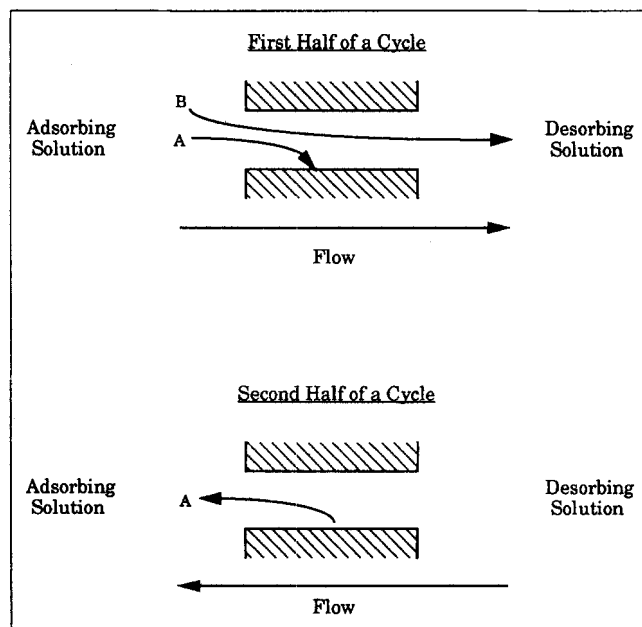 First Half of a Cycle
B
Adsorbing
Solution
A
Desorbing
Solution
Flow
Second Half of a Cycle
Adsorbing
Solution
A
Desorbing
Solution
Flow